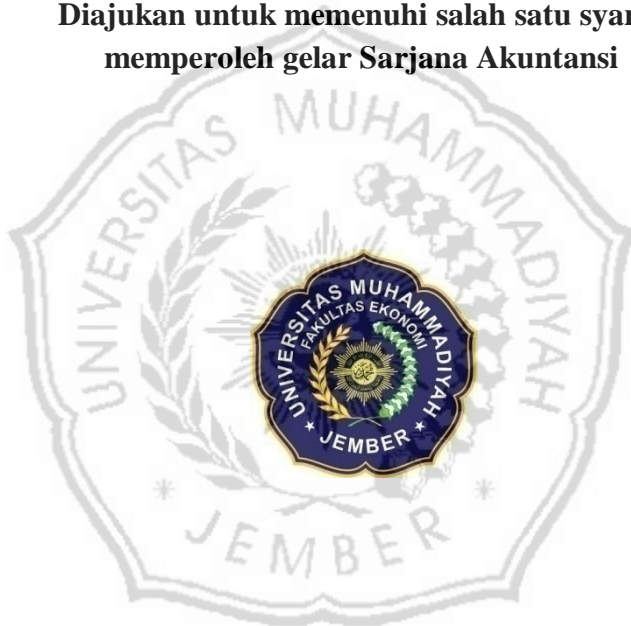 Diajukan untuk memenuhi salah satu syar
memperoleh gelar Sarjana Akuntansi
UNIVERSITAS MUHAMMADIYAH
JEMBER
UNIVERSITAS MUHAMMADIYAH
FAKULTAS EKONOMI
JEMBER